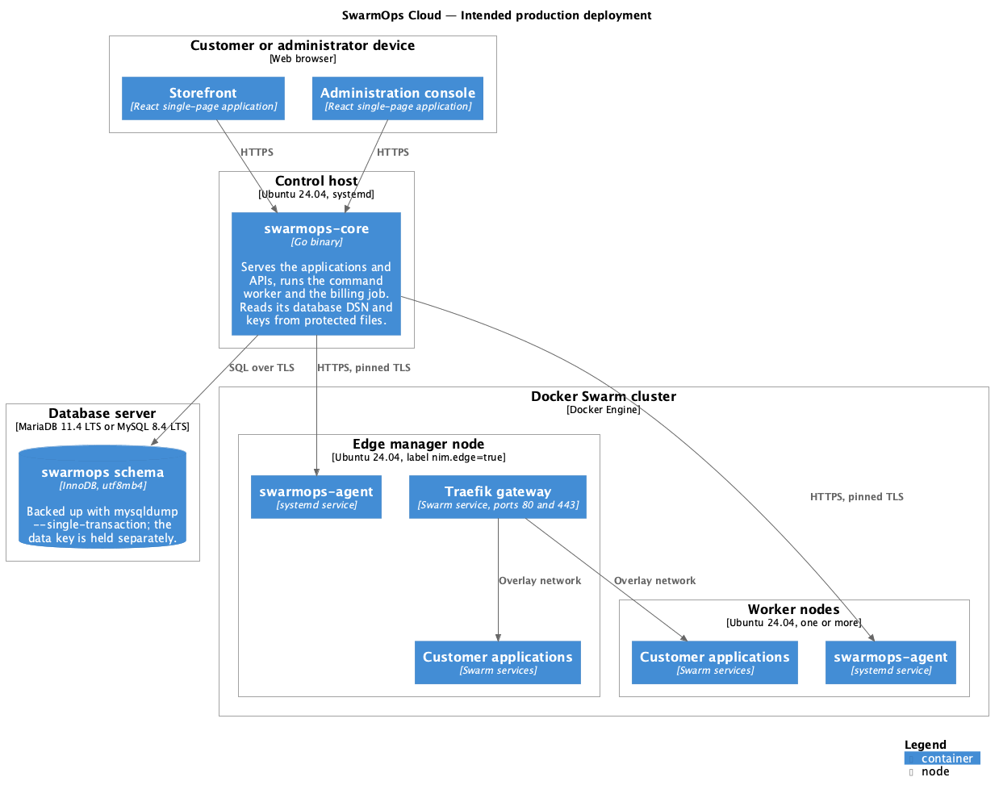 SwarmOps Cloud — Intended production deployment
Customer or administrator device
[Web browser]
Storefront
[React single-page application]
Administration console
[React single-page application]
HTTPS
HTTPS
Control host
[Ubuntu 24.04, systemd]
swarmops-core
[Go binary]
Serves the applications and
APIs, runs the command
worker and the billing job.
Reads its database DSN and
keys from protected files.
SQL over TLS
HTTPS, pinned TLS
Database server
[MariaDB 11.4 LTS or MySQL 8.4 LTS]
swarmops schema
[InnoDB, utf8mb4]
Backed up with mysqldump
--single-transaction; the
data key is held separately.
Docker Swarm cluster
[Docker Engine]
Edge manager node
[Ubuntu 24.04, label nim.edge=true]
swarmops-agent
[systemd service]
Traefik gateway
[Swarm service, ports 80 and 443]
HTTPS, pinned TLS
Overlay network
Overlay network
Customer applications
[Swarm services]
Worker nodes
[Ubuntu 24.04, one or more]
Customer applications
[Swarm services]
swarmops-agent
[systemd service]
Legend
container
node